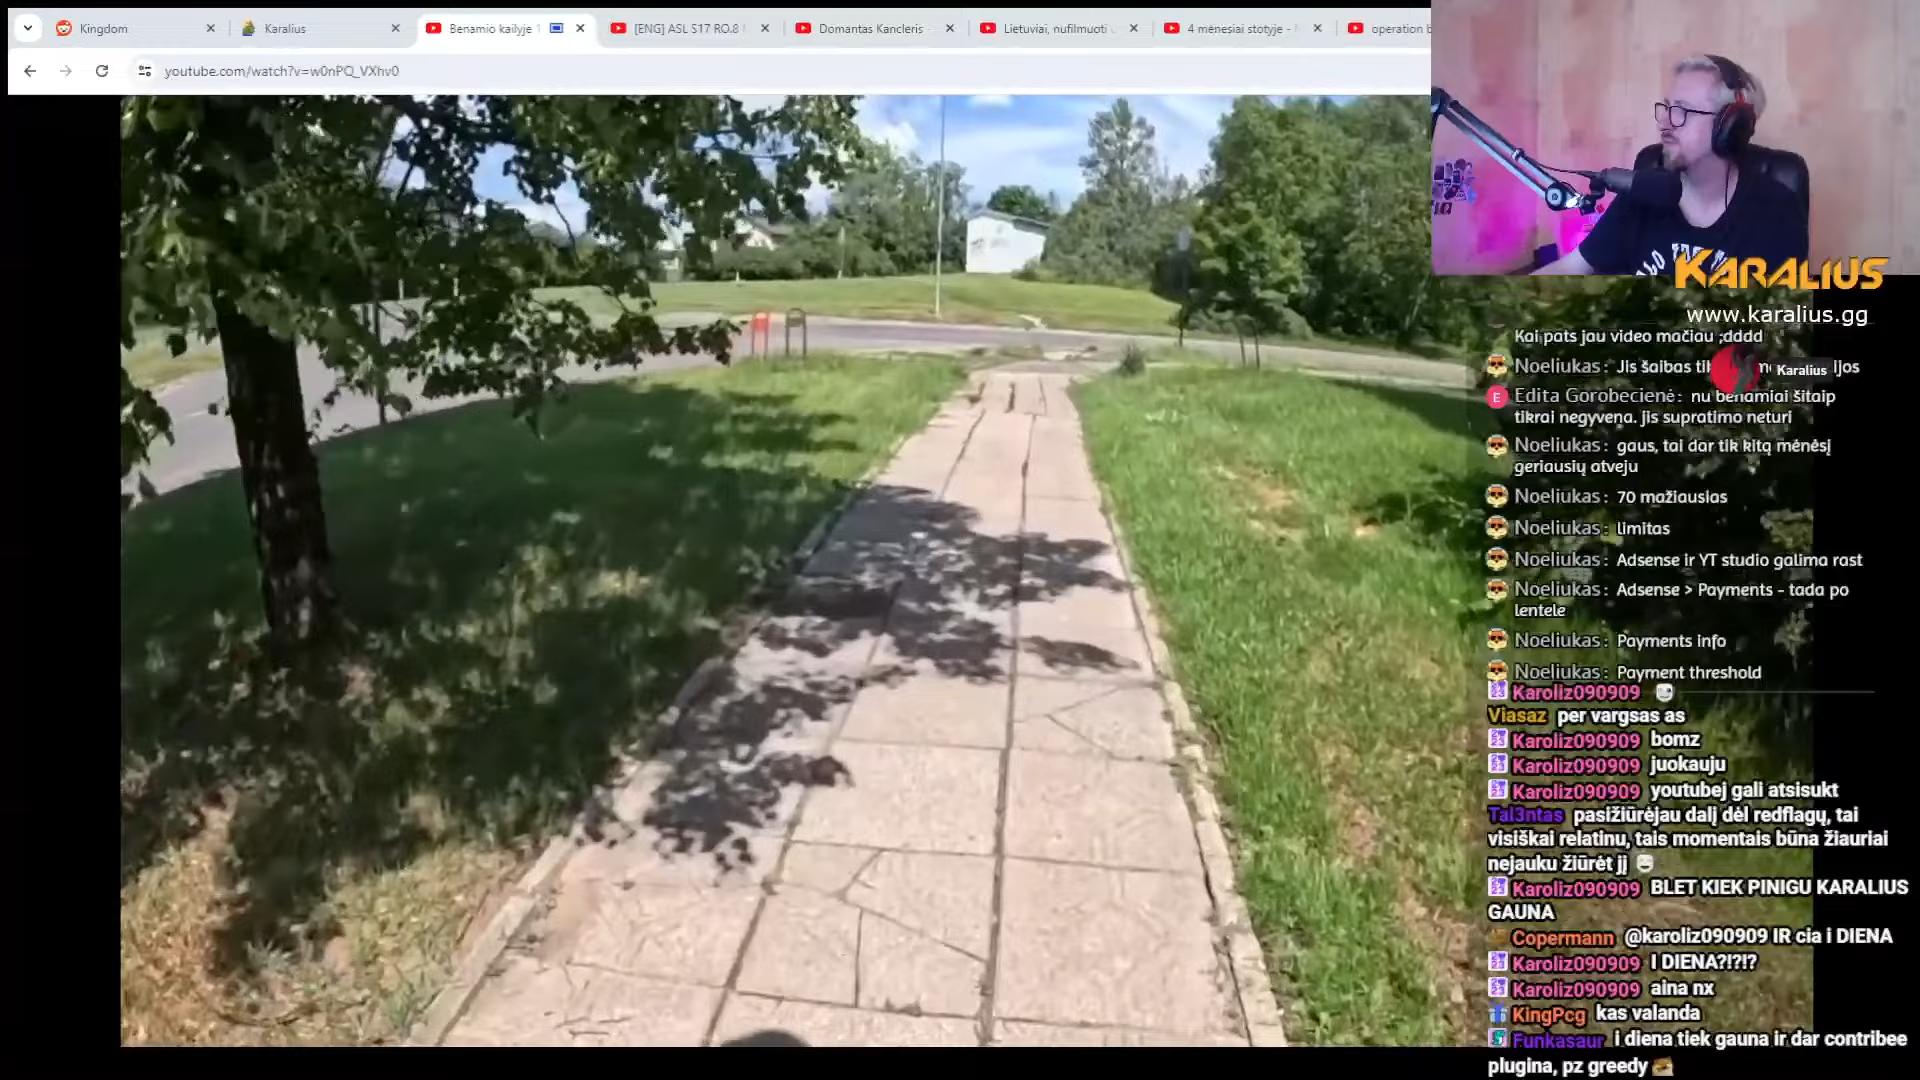 Kingdom
Karalius
Benamio kailyje 1
[ENG] ASL S17 RO.8
Domantas Kancleris -
Lietuviai, nufilmuoti
4 mėnesiai stotyje -
operation b
youtube.com/watch?v=w0nPQ_VXhv0
KARALIUS
www.karalius.gg
Kai pats jau video mačiau ;dddd
Noeliukas: Jis šaibas ijos
Karalius
Edita Gorobecienė: nu benamiai šitaip
tikrai negyvena. jis supratimo neturi
Noeliukas: gaus, tai dar tik kitą mėnėsį
geriausių atveju
Noeliukas: 70 mažiausias
Noeliukas: limitas
Noeliukas: Adsense ir YT studio galima rast
Noeliukas: Adsense > Payments - tada po
lentele
Noeliukas: Payments info
Noeliukas: Payment threshold
Karoliz090909
Viasaz per vargsas as
Karoliz090909 bomz
Karoliz090909 juokauju
Karoliz090909 youtubej gali atsisukt
Tal3ntas pasižiūrėjau dalį dėl redflagų, tai
visiškai relatinu, tais momentais būna žiauriai
nejauku žiūrėt jj
Karoliz090909 BLET KIEK PINIGU KARALIUS
GAUNA
Copermann @karoliz090909 IR cia i DIENA
Karoliz090909 I DIENA?!?!?
Karoliz090909 aina nx
KingPcg kas valanda
Funkasaur i diena tiek gauna ir dar contribee
plugina, pz greedy